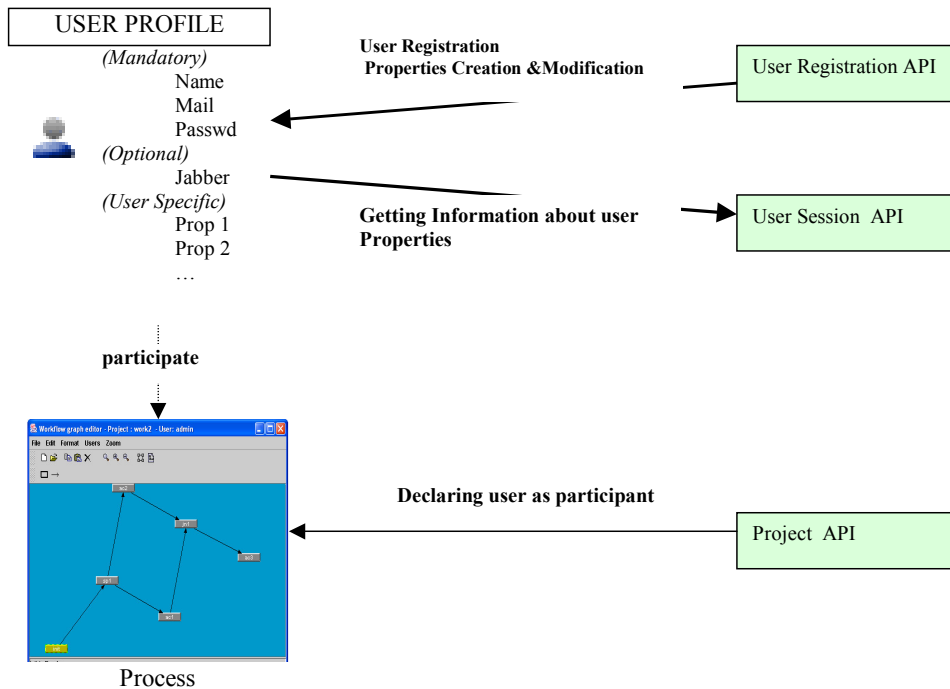 USER PROFILE
(Mandatory)
Name
Mail
Passwd
(Optional)
Jabber
(User Specific)
Prop 1
Prop 2
…
User Registration
Properties Creation &Modification
User Registration API
Getting Information about user
Properties
User Session API
participate
Workflow graph editor - Project : work2 - User: admin
File Edit Format Users Zoom
Declaring user as participant
Project API
Process